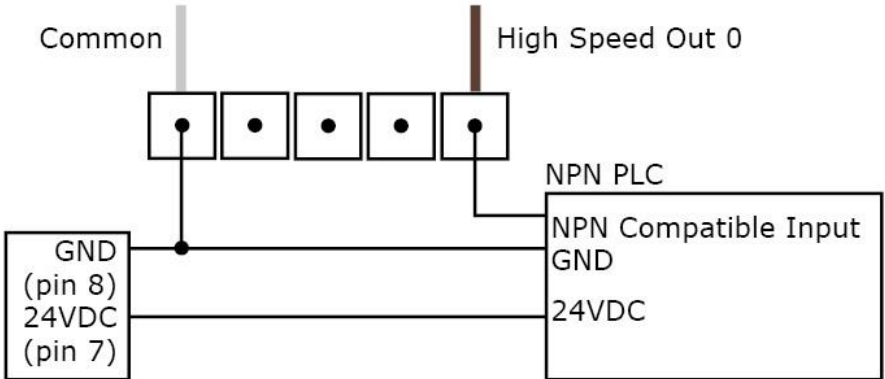 Common
High Speed Out 0
NPN PLC
NPN Compatible Input
GND
24VDC
GND
(pin 8)
24VDC
(pin 7)